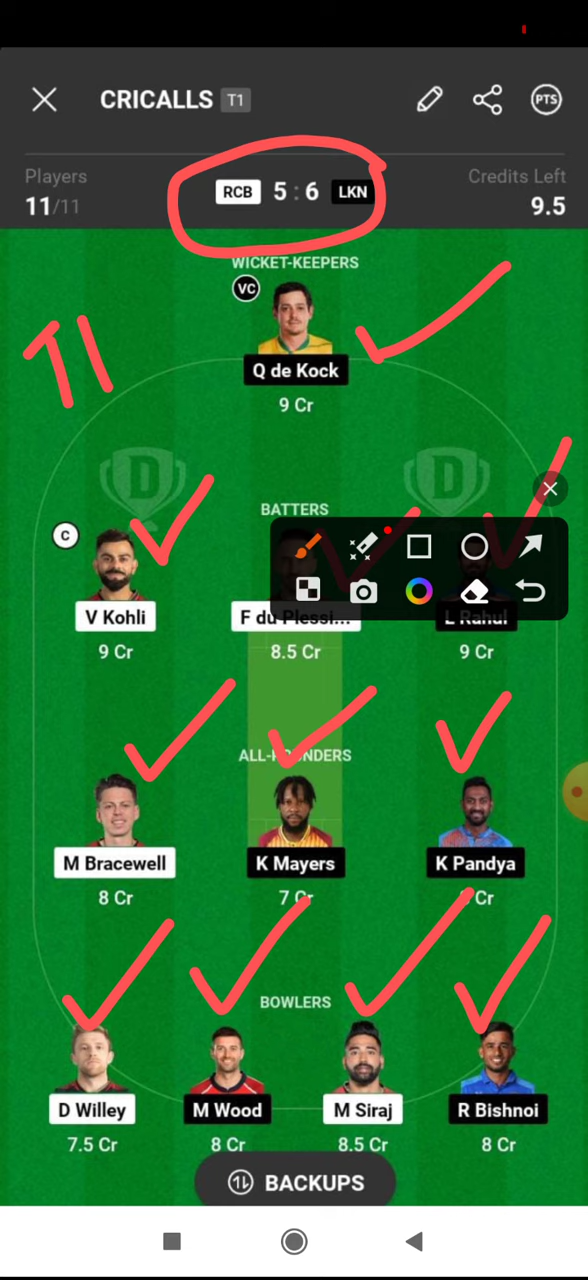 CRICALLS T1
PTS
Players
11/11
RCB 5 : 6 LKN
Credits Left
9.5
WICKET-KEEPERS
VC
T1
Q de Kock
9 Cr
D D
BATTERS
C
V Kohli
F du Plessi...
L Rahul
9 Cr
8.5 Cr
9 Cr
ALL-ROUNDERS
M Bracewell
K Mayers
K Pandya
8 Cr
7 Cr
Cr
BOWLERS
D Willey
M Wood
M Siraj
R Bishnoi
7.5 Cr
8 Cr
8.5 Cr
8 Cr
BACKUPS